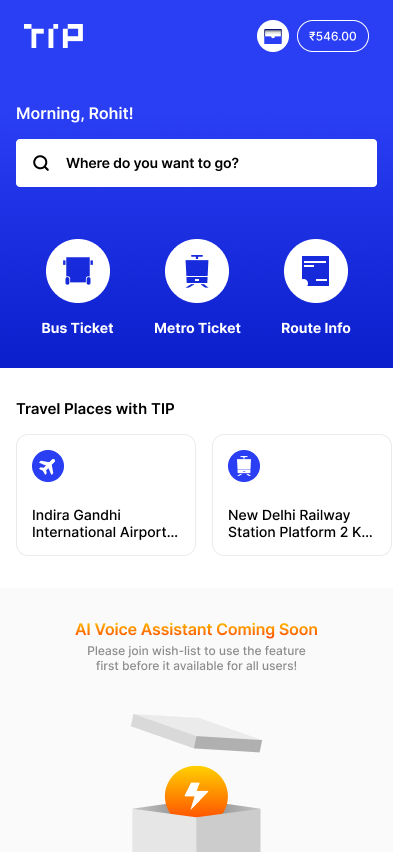 TIP
₹546.00
Morning, Rohit!
Where do you want to go?
Bus Ticket
Metro Ticket
Route Info
Travel Places with TIP
Indira Gandhi
International Airport...
New Delhi Railway
Station Platform 2 K...
AI Voice Assistant Coming Soon
Please join wish-list to use the feature
first before it available for all users!